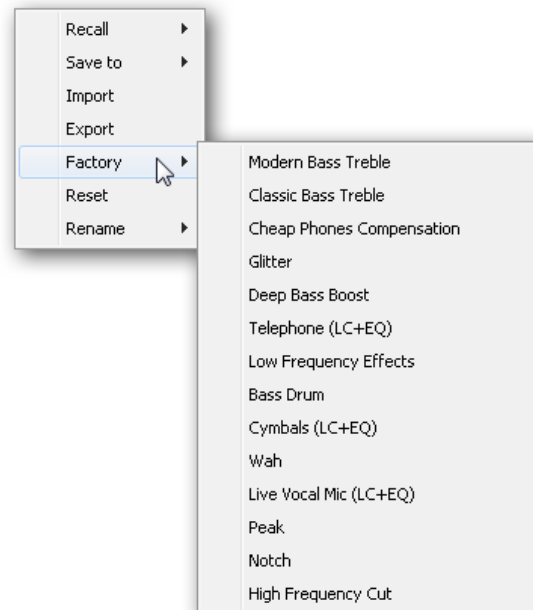 Recall
Save to
Import
Export
Factory
Reset
Rename
Modern Bass Treble
Classic Bass Treble
Cheap Phones Compensation
Glitter
Deep Bass Boost
Telephone (LC+EQ)
Low Frequency Effects
Bass Drum
Cymbals (LC+EQ)
Wah
Live Vocal Mic (LC+EQ)
Peak
Notch
High Frequency Cut